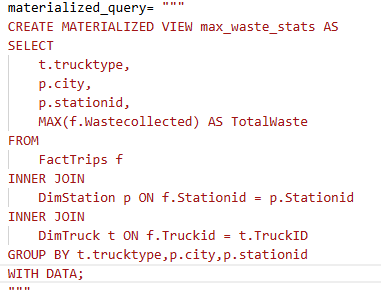 materialized_query= """
CREATE MATERIALIZED VIEW max_waste_stats AS
SELECT
t.trucktype,
p.city,
p.stationid,
MAX(f.Wastecollected) AS TotalWaste
FROM
FactTrips f
INNER JOIN
DimStation p ON f.Stationid = p.Stationid
INNER JOIN
DimTruck t ON f.Truckid = t.TruckID
GROUP BY t.trucktype,p.city,p.stationid
WITH DATA;
"""